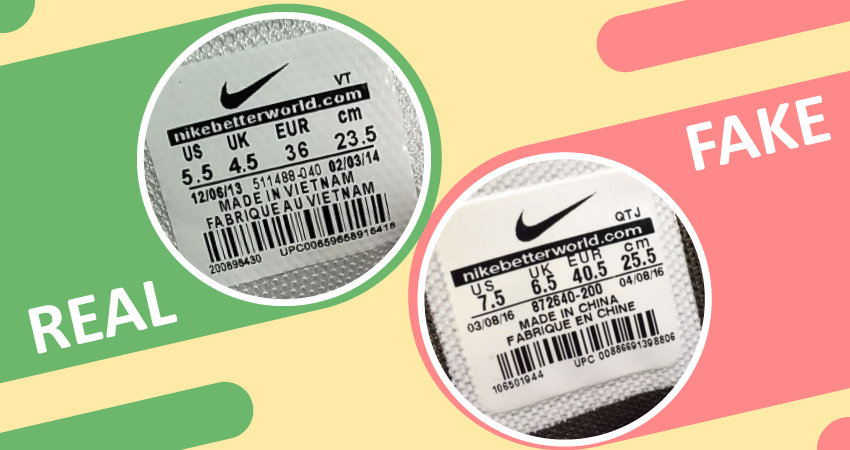 REAL
VT
nikebetterworld.com
US UK EUR cm
5.5 4.5 36 23.5
12/06/13 511488-040 02/03/14
MADE IN VIETNAM
FABRIQUE AU VIETNAM
200898430 UPC00659658916418
FAKE
QTJ
nikebetterworld.com
US UK EUR cm
7.5 6.5 40.5 25.5
03/08/16 872640-200 04/08/16
MADE IN CHINA
FABRIQUE EN CHINE
106501944 UPC 00886691398806